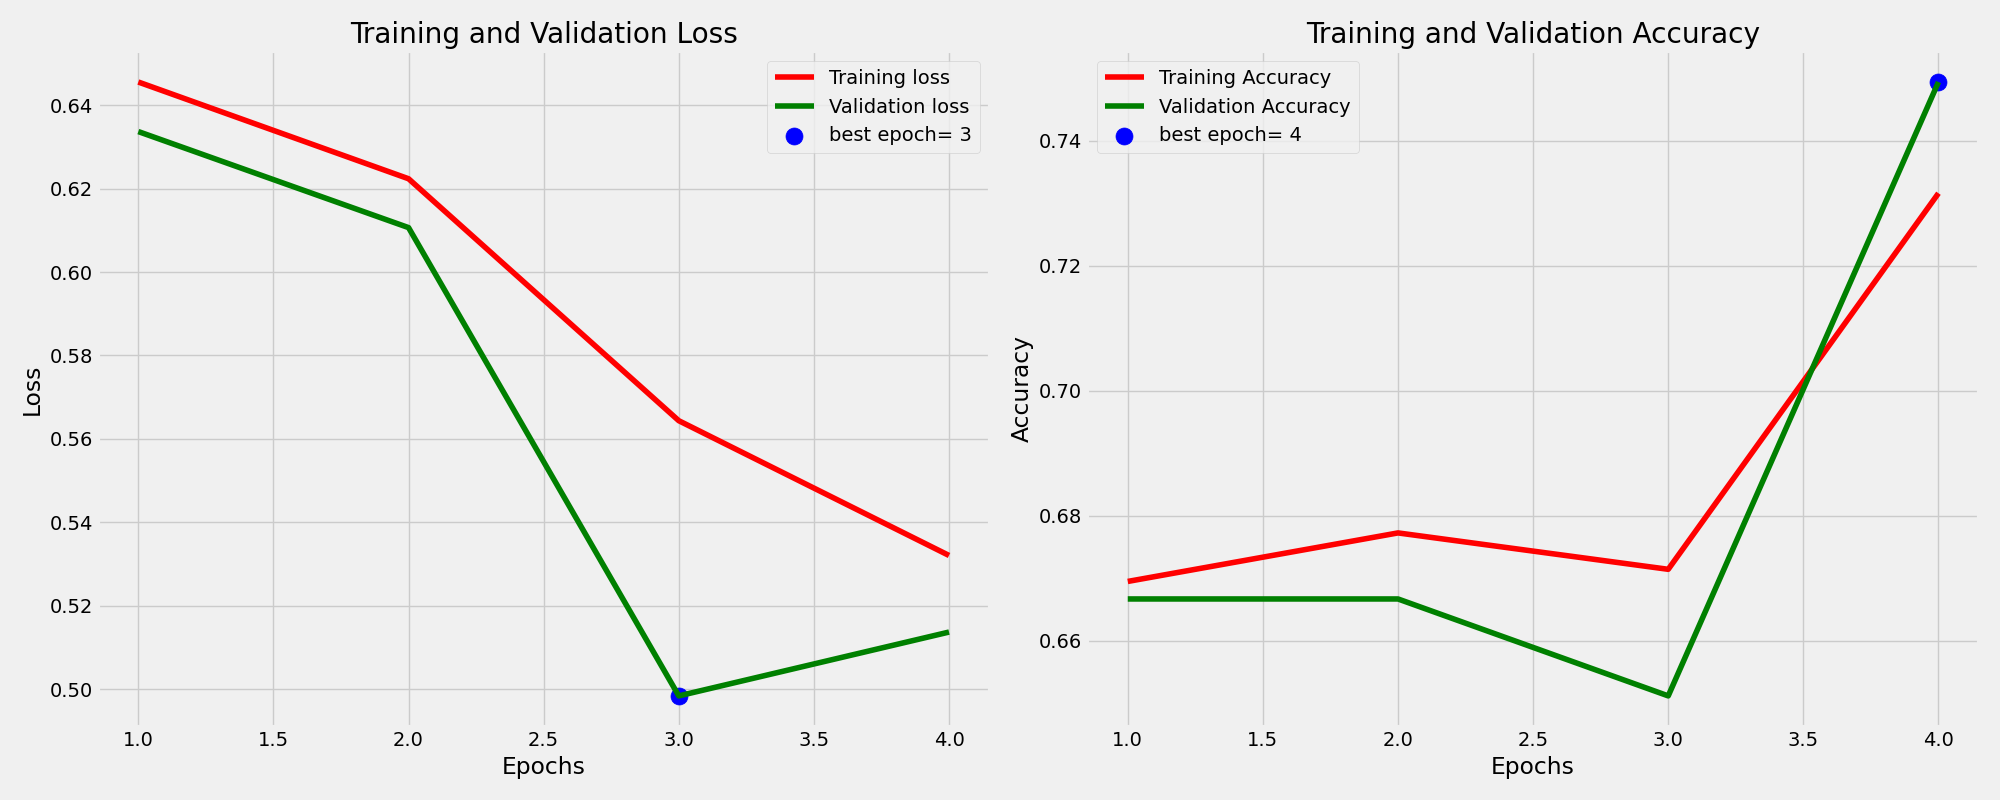 Training and Validation Loss
Training loss
Validation loss
best epoch= 3
0.64
0.62
0.60
0.58
0.56
0.54
0.52
0.50
Loss
1.0 1.5 2.0 2.5 3.0 3.5 4.0
Epochs
Training and Validation Accuracy
Training Accuracy
Validation Accuracy
best epoch= 4
0.74
0.72
0.70
0.68
0.66
Accuracy
1.0 1.5 2.0 2.5 3.0 3.5 4.0
Epochs